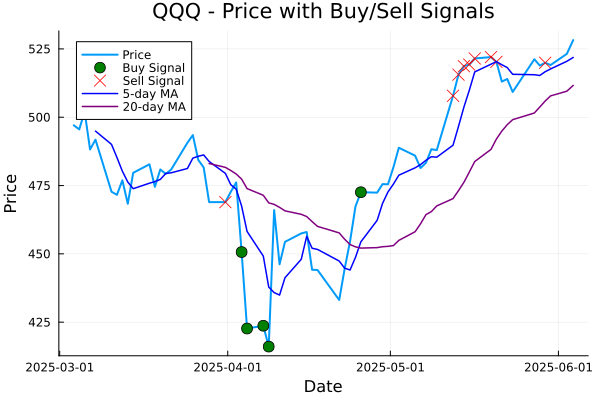 QQQ - Price with Buy/Sell Signals
Price
Buy Signal
Sell Signal
5-day MA
20-day MA
525
500
475
450
425
Price
2025-03-01 2025-04-01 2025-05-01 2025-06-01
Date